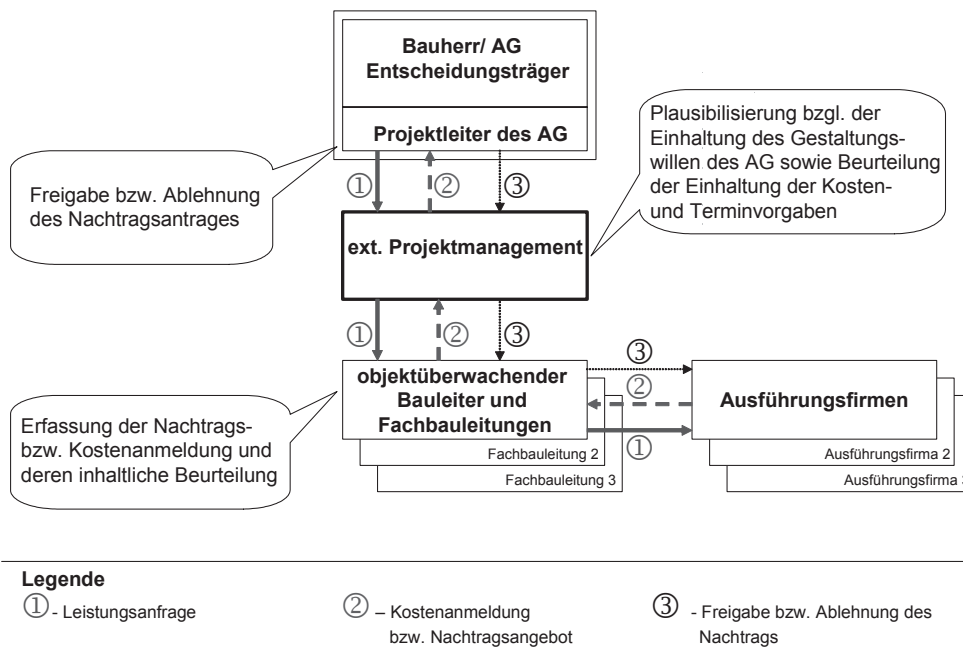 Bauherr/ AG
Entscheidungsträger
Projektleiter des AG
Freigabe bzw. Ablehnung
des Nachtragsantrages
Plausibilisierung bzgl. der
Einhaltung des Gestaltungs-
willen des AG sowie Beurteilung
der Einhaltung der Kosten-
und Terminvorgaben
① ② ③
ext. Projektmanagement
① ② ③
objektüberwachender
Bauleiter und
Fachbauleitungen
Fachbauleitung 2
Fachbauleitung 3
③
②
①
Ausführungsfirmen
Ausführungsfirma 2
Ausführungsfirma 3
Erfassung der Nachtrags-
bzw. Kostenanmeldung und
deren inhaltliche Beurteilung
Legende
① - Leistungsanfrage
② – Kostenanmeldung
bzw. Nachtragsangebot
③ - Freigabe bzw. Ablehnung des
Nachtrags